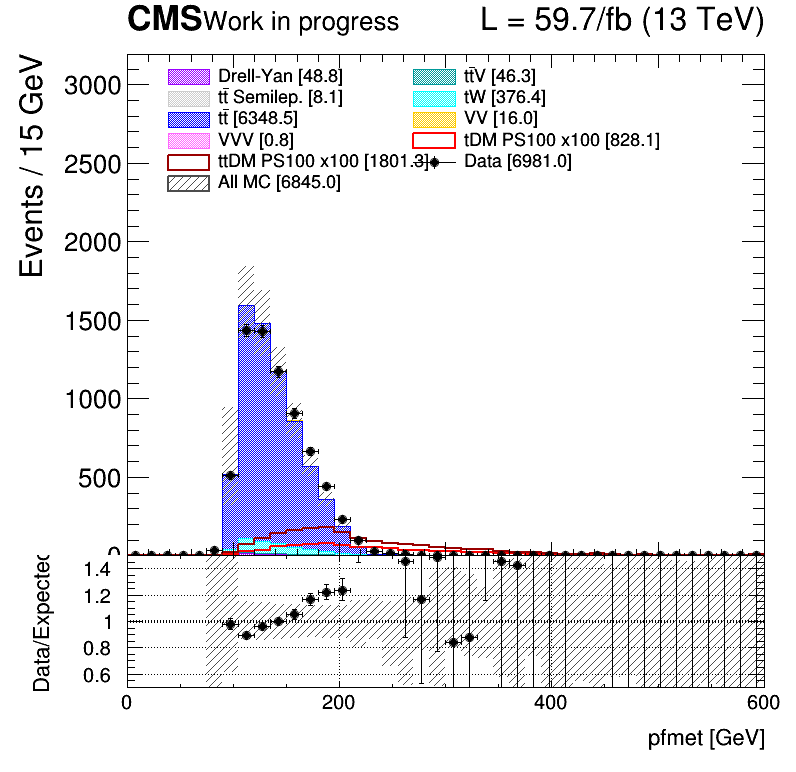 CMS Work in progress L = 59.7/fb (13 TeV)
Events / 15 GeV
3000
2500
2000
1500
1000
500
0
Drell-Yan [48.8] tt̄V [46.3]
tt̄ Semilep. [8.1] tW [376.4]
tt̄ [6348.5] VV [16.0]
VVV [0.8] tDM PS100 x100 [828.1]
ttDM PS100 x100 [1801.3] Data [6981.0]
All MC [6845.0]
Data/Expected
1.4
1.2
1
0.8
0.6
0 200 400 600
pfmet [GeV]